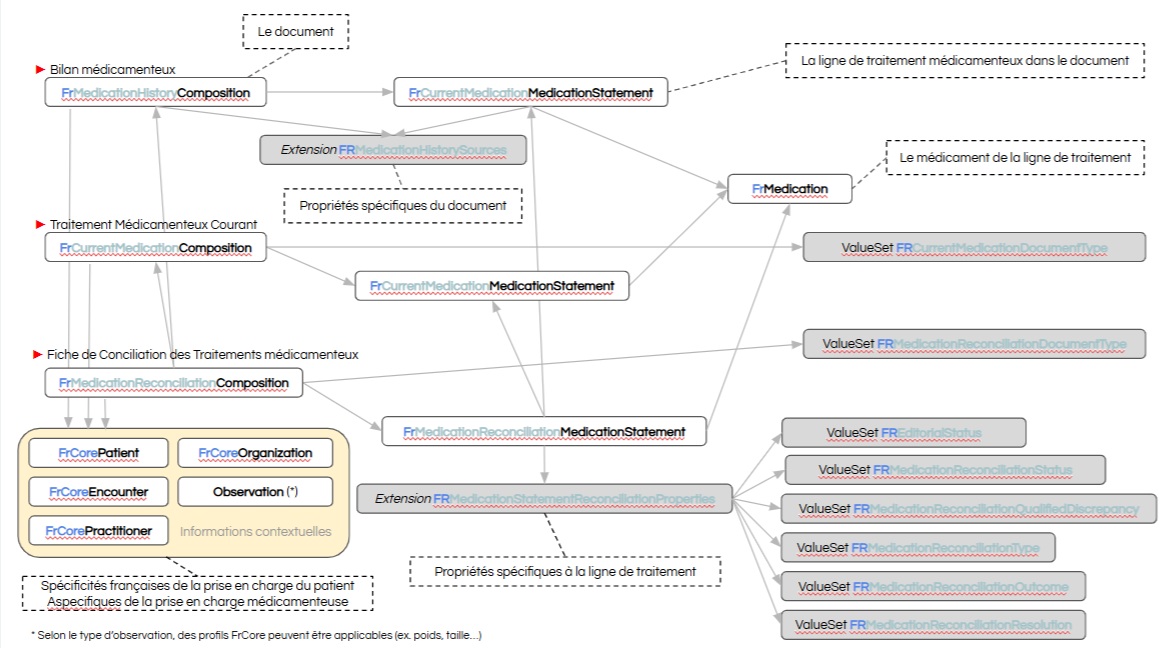 Le document
Bilan médicamenteux
La ligne de traitement médicamenteux dans le document
FrMedicationHistoryComposition
FrCurrentMedicationMedicationStatement
Extension FRMedicationHistorySources
Le médicament de la ligne de traitement
FrMedication
Propriétés spécifiques du document
Traitement Médicamenteux Courant
FrCurrentMedicationComposition
ValueSet FRCurrentMedicationDocumentType
FrCurrentMedicationMedicationStatement
ValueSet FRMedicationReconciliationDocumentType
Fiche de Conciliation des Traitements médicamenteux
FrMedicationReconciliationComposition
FrMedicationReconciliationMedicationStatement
ValueSet FREditorialStatus
FrCorePatient
FrCoreOrganization
ValueSet FRMedicationReconciliationStatus
FrCoreEncounter
Observation (*)
Extension FRMedicationStatementReconciliationProperties
ValueSet FRMedicationReconciliationQualifiedDiscrepancy
FrCorePractitioner
Informations contextuelles
ValueSet FRMedicationReconciliationType
Propriétés spécifiques à la ligne de traitement
ValueSet FRMedicationReconciliationOutcome
Spécificités françaises de la prise en charge du patient
Aspecifiques de la prise en charge médicamenteuse
ValueSet FRMedicationReconciliationResolution
* Selon le type d'observation, des profils FrCore peuvent être applicables (ex. poids, taille...)